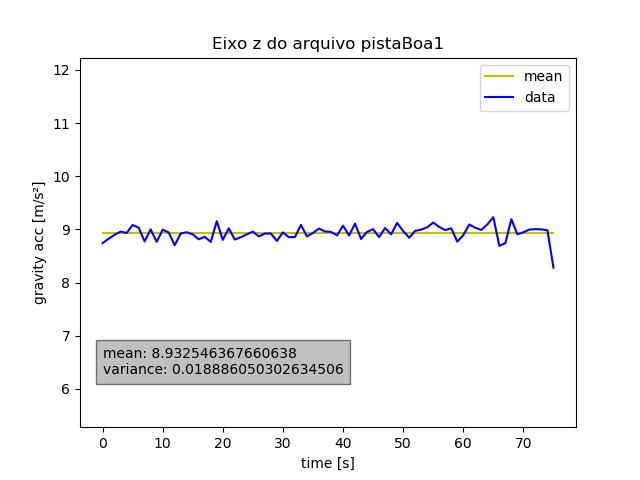 Eixo z do arquivo pistaBoa1
mean
data
12
11
10
9
8
7
6
gravity acc [m/s²]
mean: 8.932546367660638
variance: 0.018886050302634506
0 10 20 30 40 50 60 70
time [s]